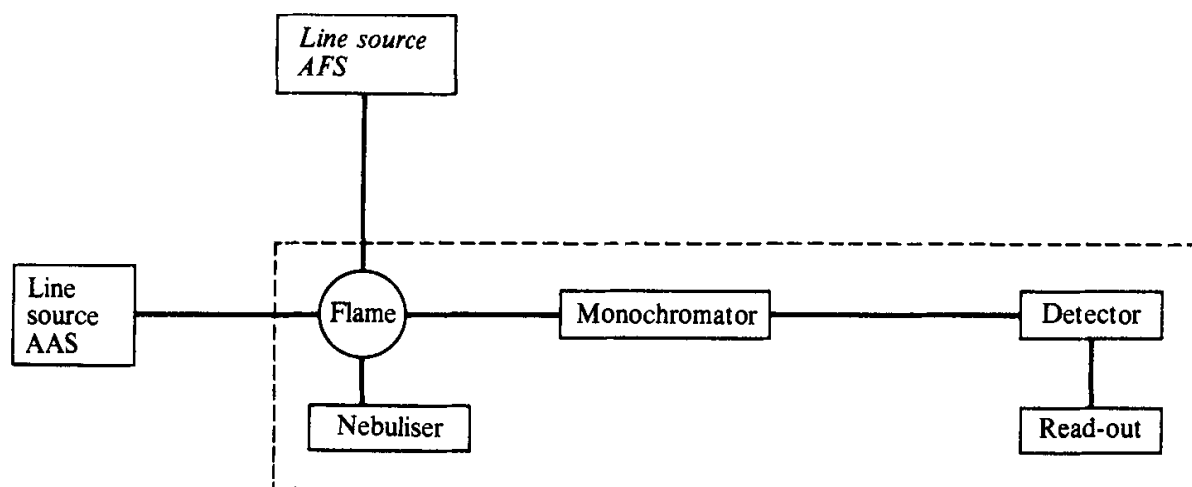 Line source
AFS
Line
source
AAS
Flame
Monochromator
Detector
Nebuliser
Read-out